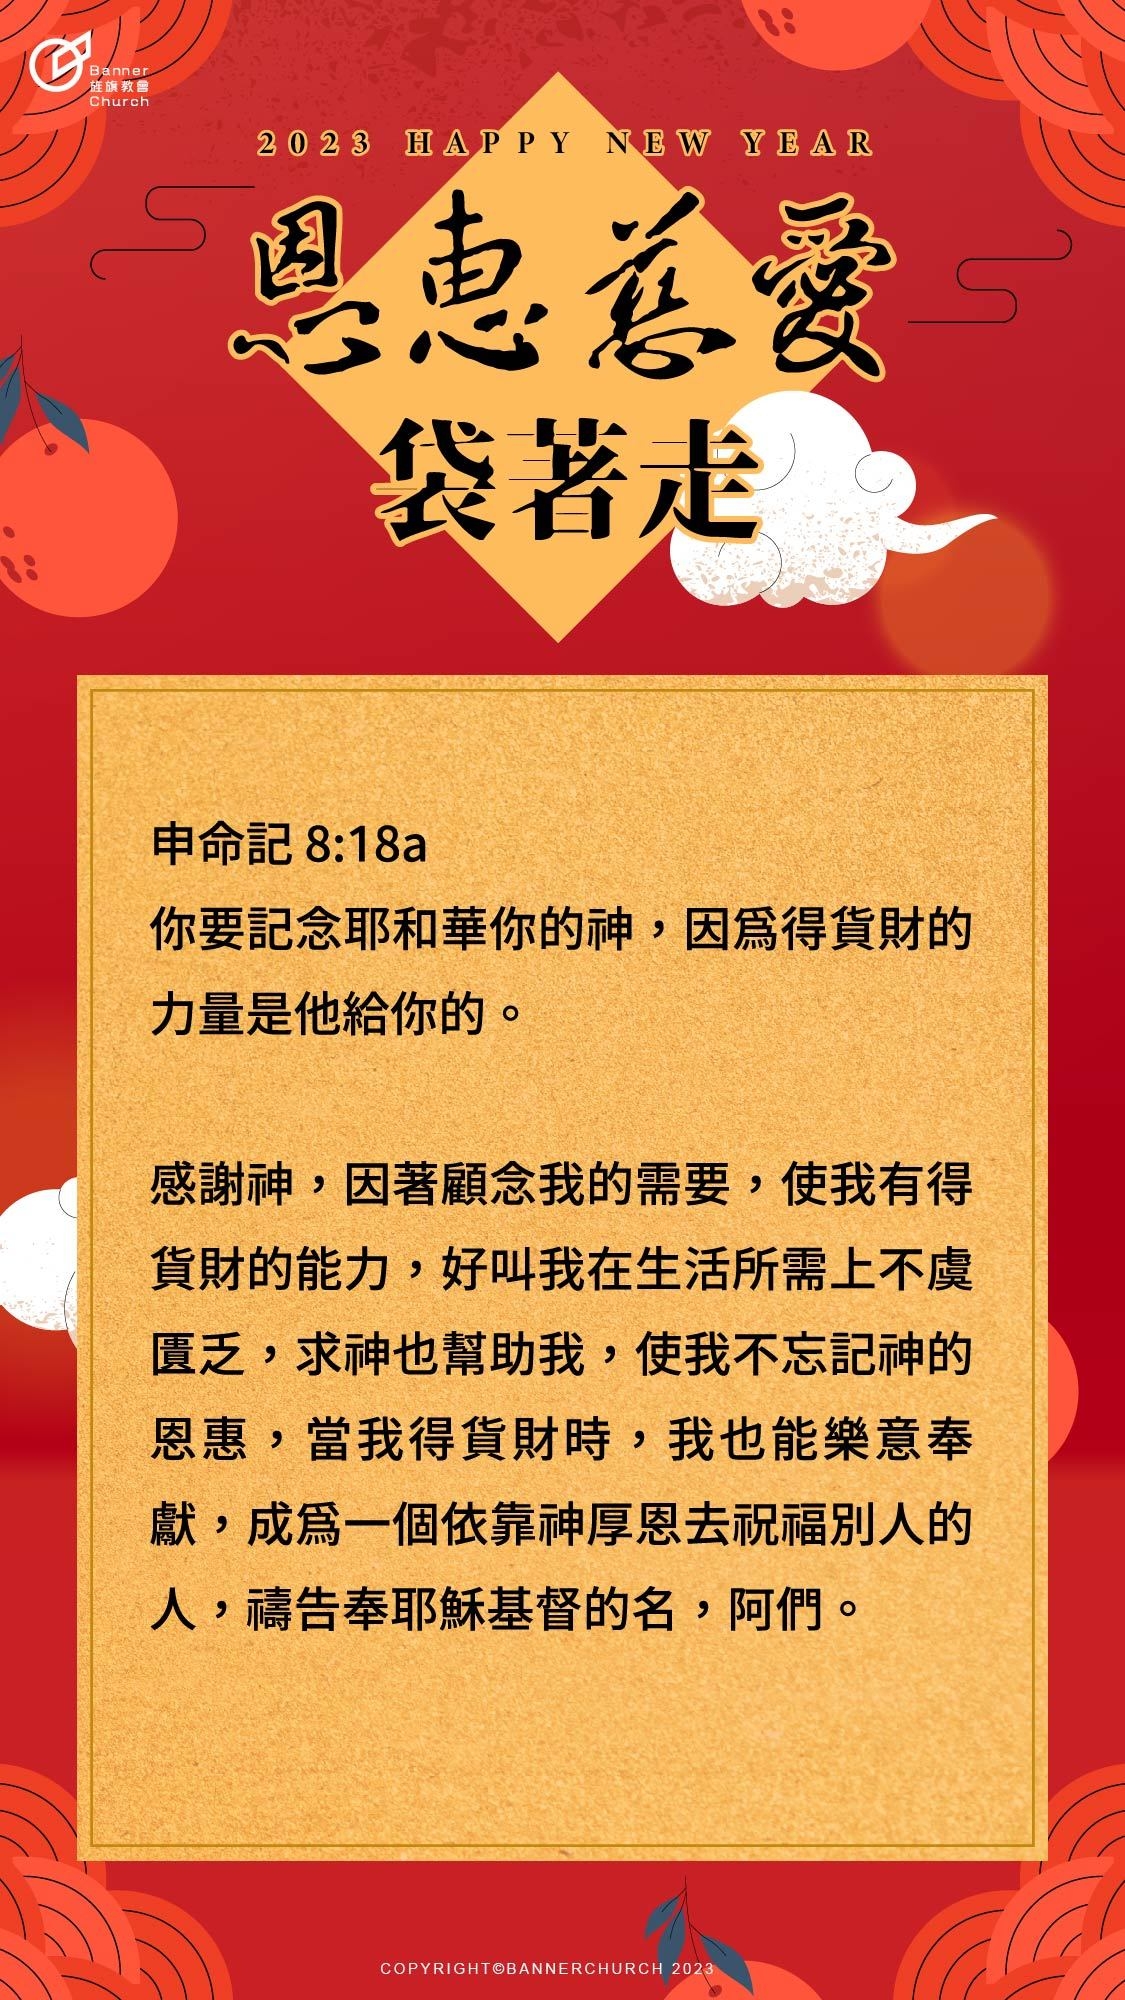 Banner
旌旗教會
Church
2023 HAPPY NEW YEAR
恩惠慈愛
袋著走
申命記 8:18a
你要記念耶和華你的神，因爲得貨財的
力量是他給你的。
感謝神，因著顧念我的需要，使我有得
貨財的能力，好叫我在生活所需上不虞
匱乏，求神也幫助我，使我不忘記神的
恩惠，當我得貨財時，我也能樂意奉
獻，成爲一個依靠神厚恩去祝福別人的
人，禱告奉耶穌基督的名，阿們。
COPYRIGHT©BANNERCHURCH 2023